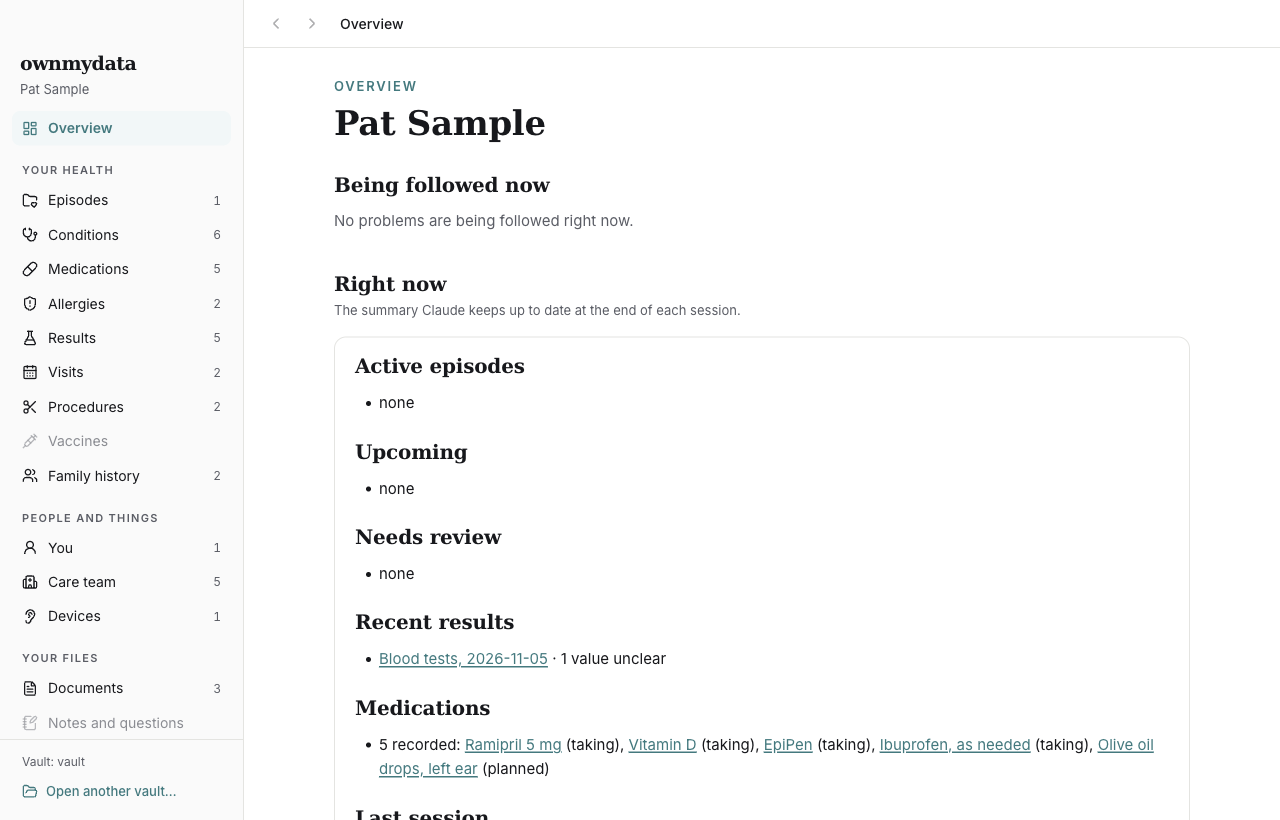 Overview
ownmydata
Pat Sample
Overview
YOUR HEALTH
Episodes 1
Conditions 6
Medications 5
Allergies 2
Results 5
Visits 2
Procedures 2
Vaccines
Family history 2
PEOPLE AND THINGS
You 1
Care team 5
Devices 1
YOUR FILES
Documents 3
Notes and questions
Vault: vault
Open another vault...
OVERVIEW
Pat Sample
Being followed now
No problems are being followed right now.
Right now
The summary Claude keeps up to date at the end of each session.
Active episodes
• none
Upcoming
• none
Needs review
• none
Recent results
• Blood tests, 2026-11-05 · 1 value unclear
Medications
• 5 recorded: Ramipril 5 mg (taking), Vitamin D (taking), EpiPen (taking), Ibuprofen, as needed (taking), Olive oil
drops, left ear (planned)
Last session